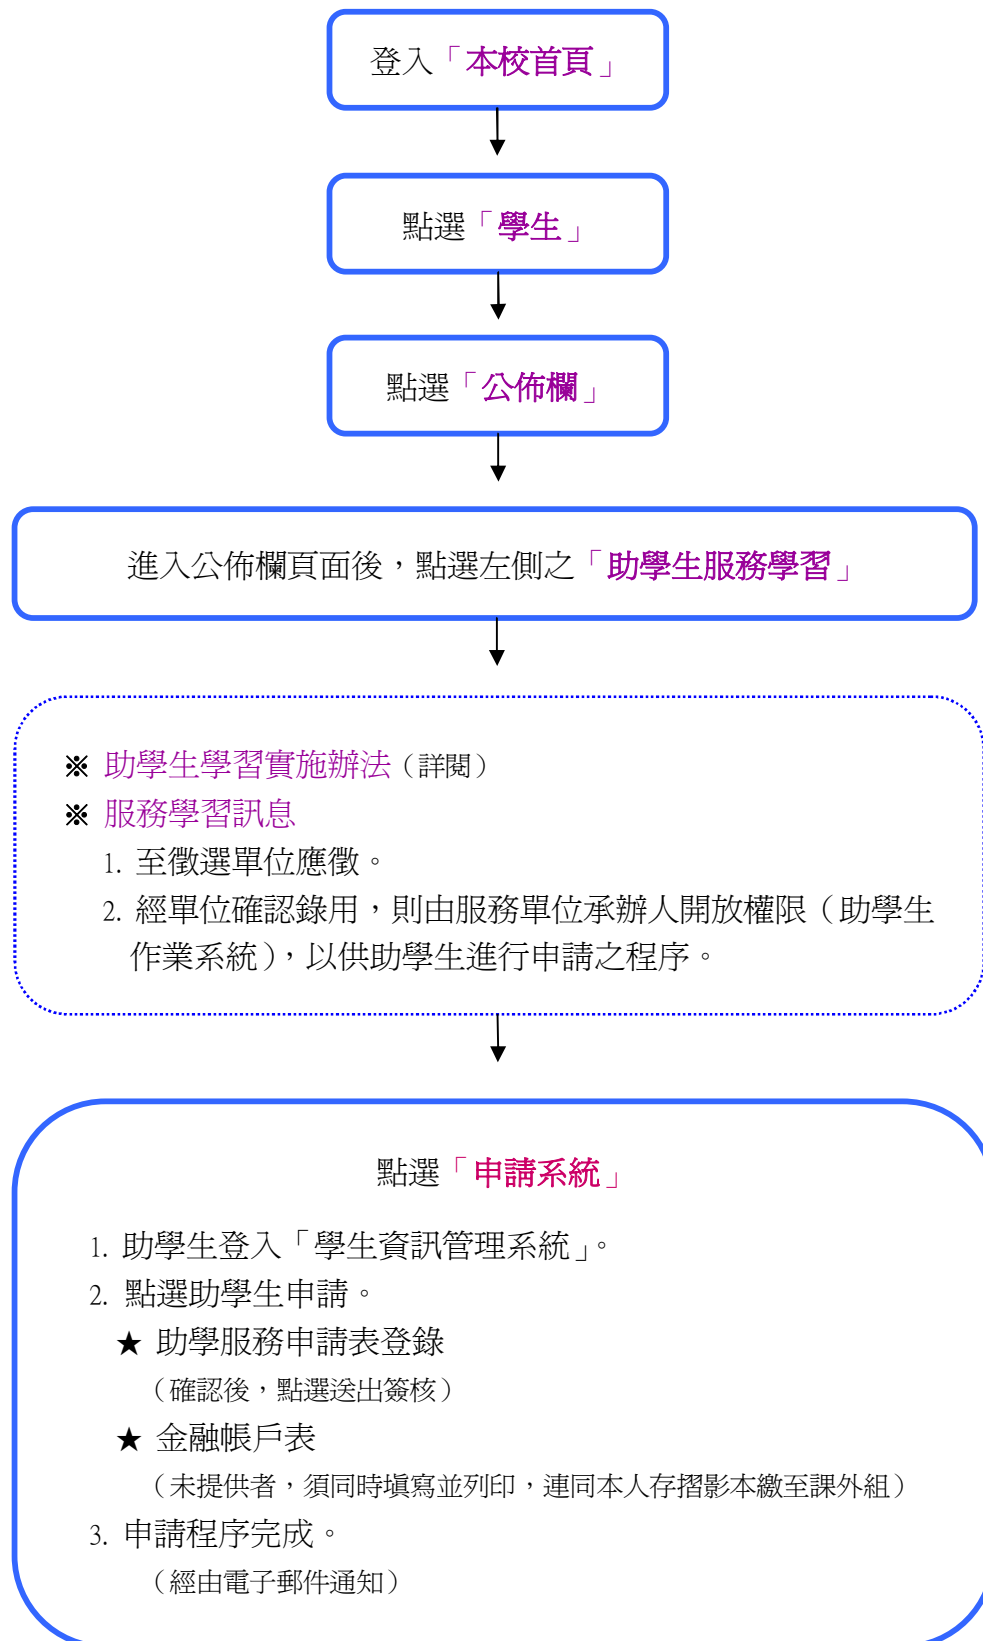 登入「本校首頁」
點選「學生」
點選「公佈欄」
進入公佈欄頁面後，點選左側之「助學生服務學習」
※ 助學生學習實施辦法（詳閱）
※ 服務學習訊息
1. 至徵選單位應徵。
2. 經單位確認錄用，則由服務單位承辦人開放權限（助學生
作業系統），以供助學生進行申請之程序。
點選「申請系統」
1. 助學生登入「學生資訊管理系統」。
2. 點選助學生申請。
★ 助學服務申請表登錄
（確認後，點選送出簽核）
★ 金融帳戶表
（未提供者，須同時填寫並列印，連同本人存摺影本繳至課外組）
3. 申請程序完成。
（經由電子郵件通知）